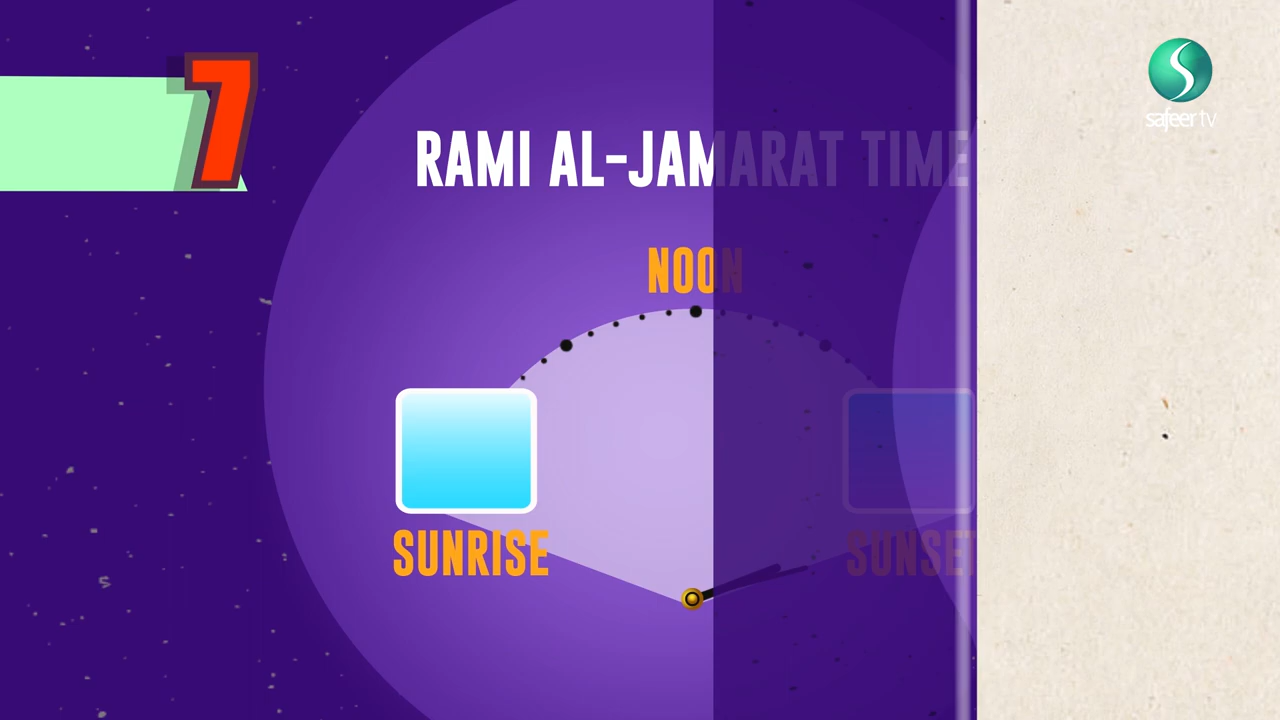 7
safeer tv
RAMI AL-JAMARAT TIME
NOON
SUNRISE
SUNSET